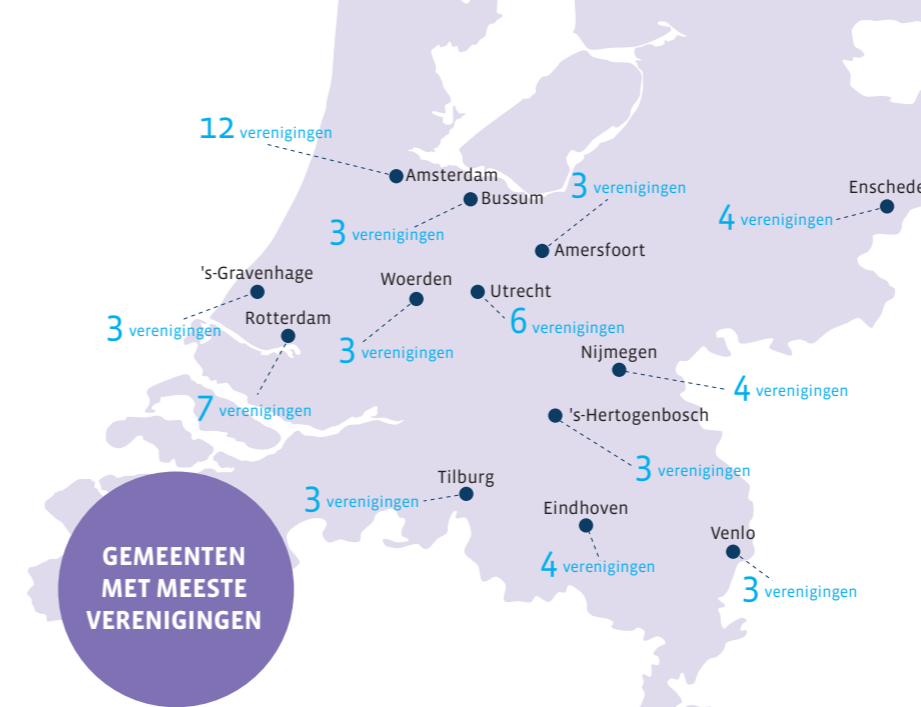 12 verenigingen
Amsterdam
Bussum
3 verenigingen
3 verenigingen
Amersfoort
Enschede
4 verenigingen
's-Gravenhage
3 verenigingen
Rotterdam
7 verenigingen
Woerden
3 verenigingen
Utrecht
6 verenigingen
Nijmegen
4 verenigingen
's-Hertogenbosch
3 verenigingen
Tilburg
3 verenigingen
Eindhoven
4 verenigingen
Venlo
3 verenigingen
GEMEENTEN
MET MEESTE
VERENIGINGEN